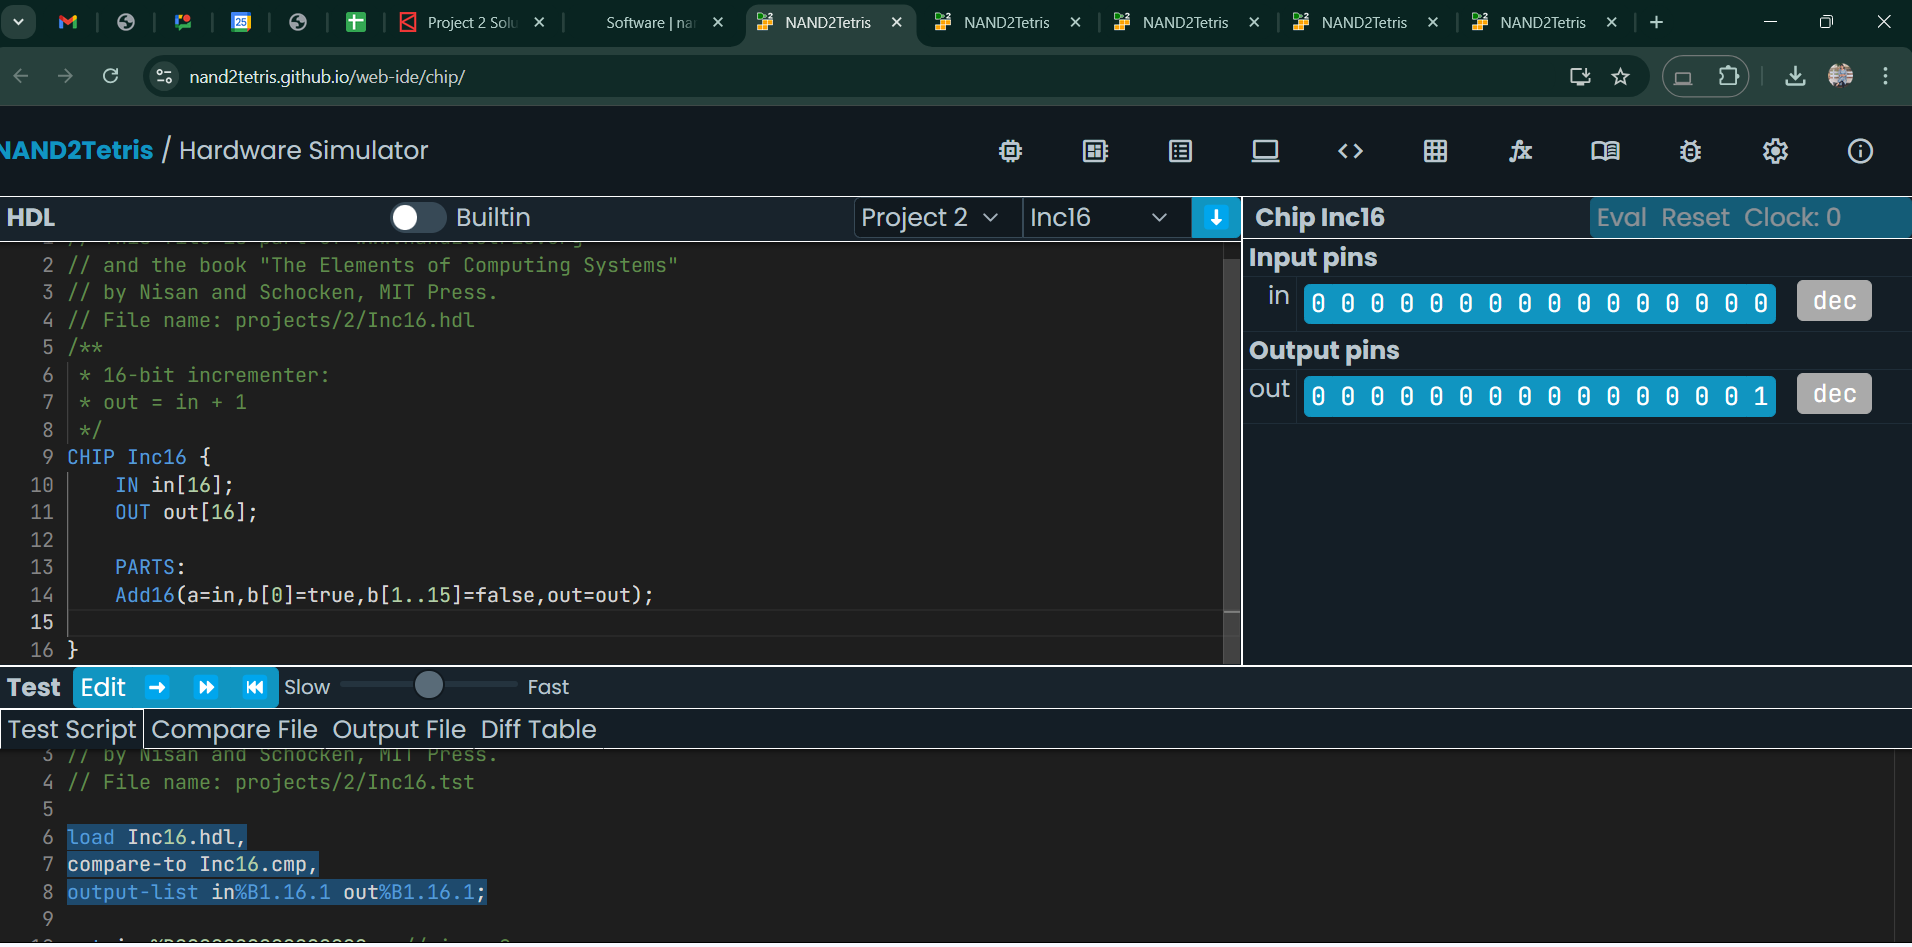 25 Project 2 Solu Software | na NAND2Tetris NAND2Tetris NAND2Tetris NAND2Tetris NAND2Tetris
nand2tetris.github.io/web-ide/chip/
NAND2Tetris / Hardware Simulator
HDL Builtin Project 2 Inc16 Chip Inc16 Eval Reset Clock: 0
2 // and the book "The Elements of Computing Systems"
3 // by Nisan and Schocken, MIT Press.
4 // File name: projects/2/Inc16.hdl
5 /**
6 * 16-bit incrementer:
7 * out = in + 1
8 */
9 CHIP Inc16 {
10 IN in[16];
11 OUT out[16];
12
13 PARTS:
14 Add16(a=in,b[0]=true,b[1..15]=false,out=out);
15
16 }
Input pins
in 0 0 0 0 0 0 0 0 0 0 0 0 0 0 0 0 dec
Output pins
out 0 0 0 0 0 0 0 0 0 0 0 0 0 0 0 1 dec
Test Edit Slow Fast
Test Script Compare File Output File Diff Table
3 // by Nisan and Schocken, MIT Press.
4 // File name: projects/2/Inc16.tst
5
6 load Inc16.hdl,
7 compare-to Inc16.cmp,
8 output-list in%B1.16.1 out%B1.16.1;
9